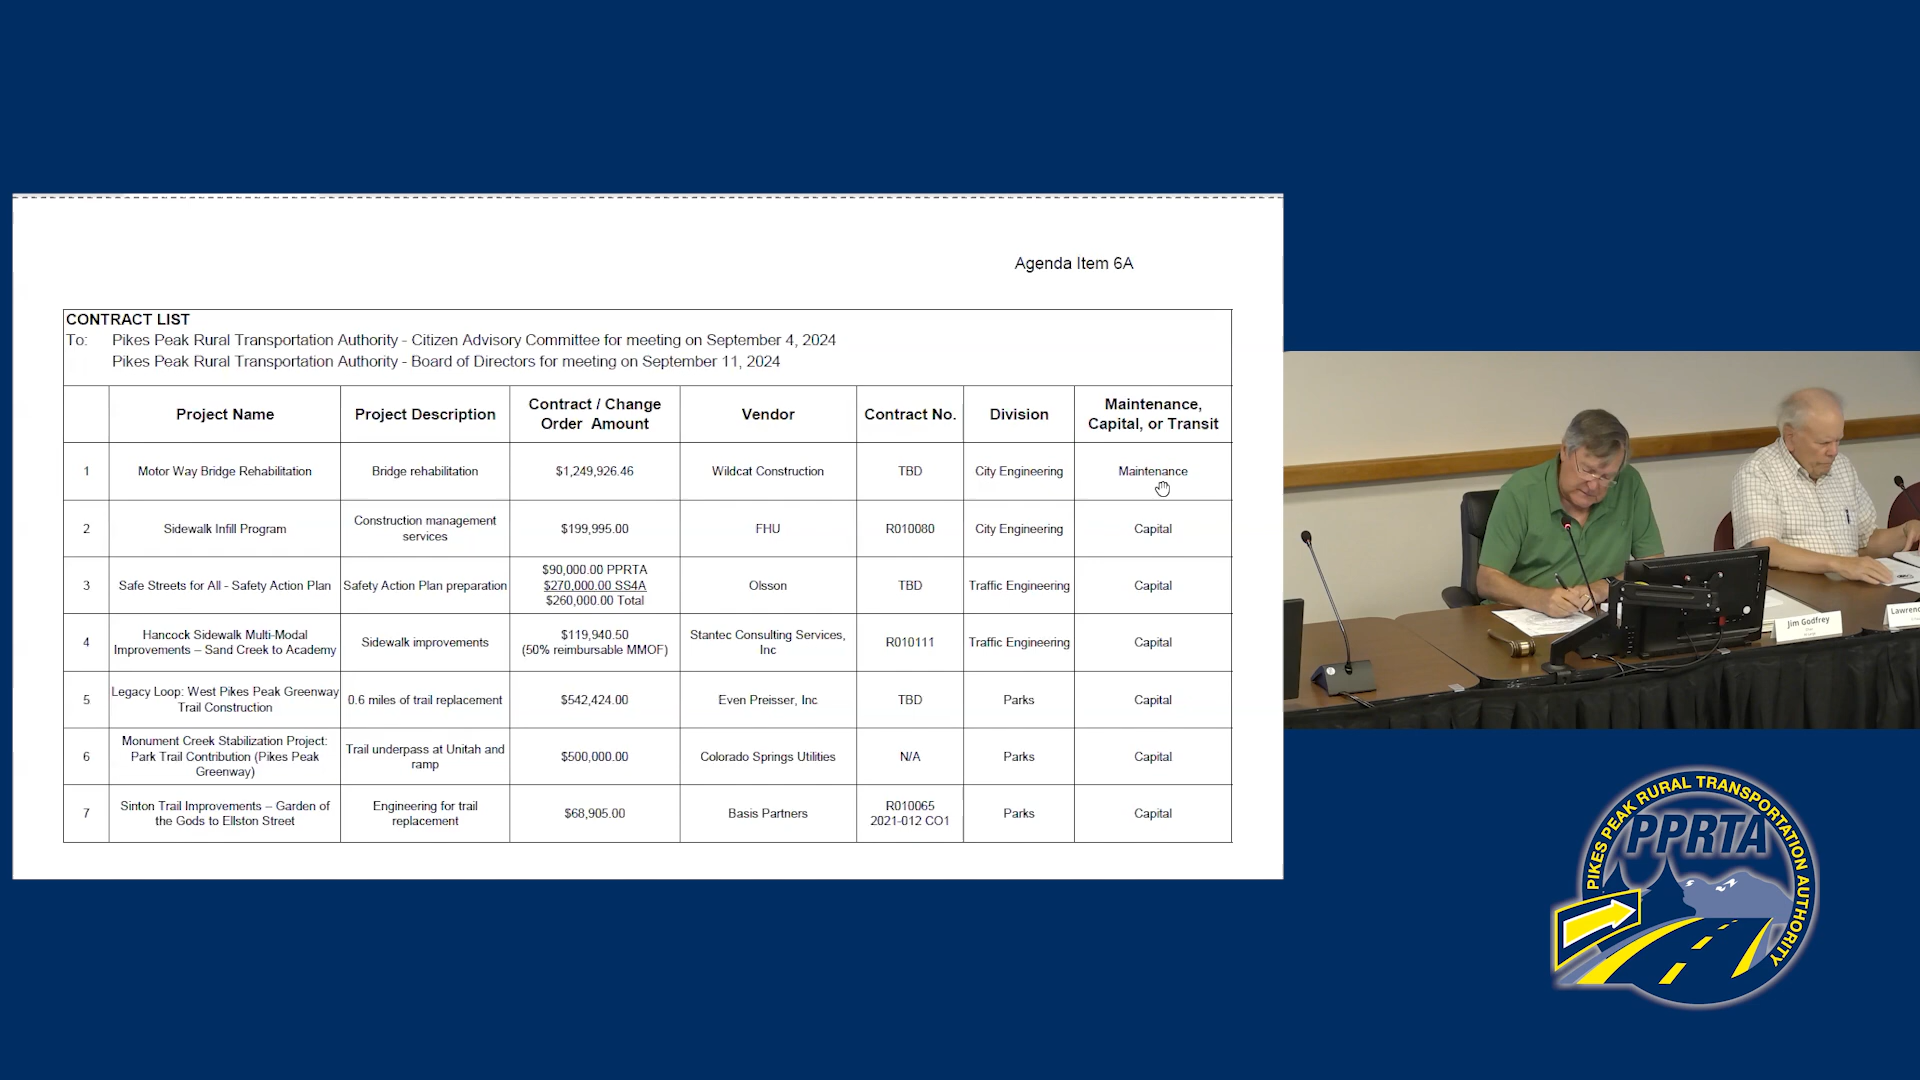 Agenda Item 6A
CONTRACT LIST
To: Pikes Peak Rural Transportation Authority - Citizen Advisory Committee for meeting on September 4, 2024
Pikes Peak Rural Transportation Authority - Board of Directors for meeting on September 11, 2024
Project Name Project Description Contract / Change Order Amount Vendor Contract No. Division Maintenance, Capital, or Transit
1 Motor Way Bridge Rehabilitation Bridge rehabilitation $1,249,926.46 Wildcat Construction TBD City Engineering Maintenance
2 Sidewalk Infill Program Construction management services $199,995.00 FHU R010080 City Engineering Capital
3 Safe Streets for All - Safety Action Plan Safety Action Plan preparation $90,000.00 PPRTA $270,000.00 SS4A $260,000.00 Total Olsson TBD Traffic Engineering Capital
4 Hancock Sidewalk Multi-Modal Improvements – Sand Creek to Academy Sidewalk improvements $119,940.50 (50% reimbursable MMOF) Stantec Consulting Services, Inc R010111 Traffic Engineering Capital
5 Legacy Loop: West Pikes Peak Greenway Trail Construction 0.6 miles of trail replacement $542,424.00 Even Preisser, Inc TBD Parks Capital
6 Monument Creek Stabilization Project: Park Trail Contribution (Pikes Peak Greenway) Trail underpass at Unitah and ramp $500,000.00 Colorado Springs Utilities N/A Parks Capital
7 Sinton Trail Improvements – Garden of the Gods to Ellston Street Engineering for trail replacement $68,905.00 Basis Partners R010065 2021-012 CO1 Parks Capital
Jim Godfrey
PIKES PEAK RURAL TRANSPORTATION AUTHORITY
PPRTA